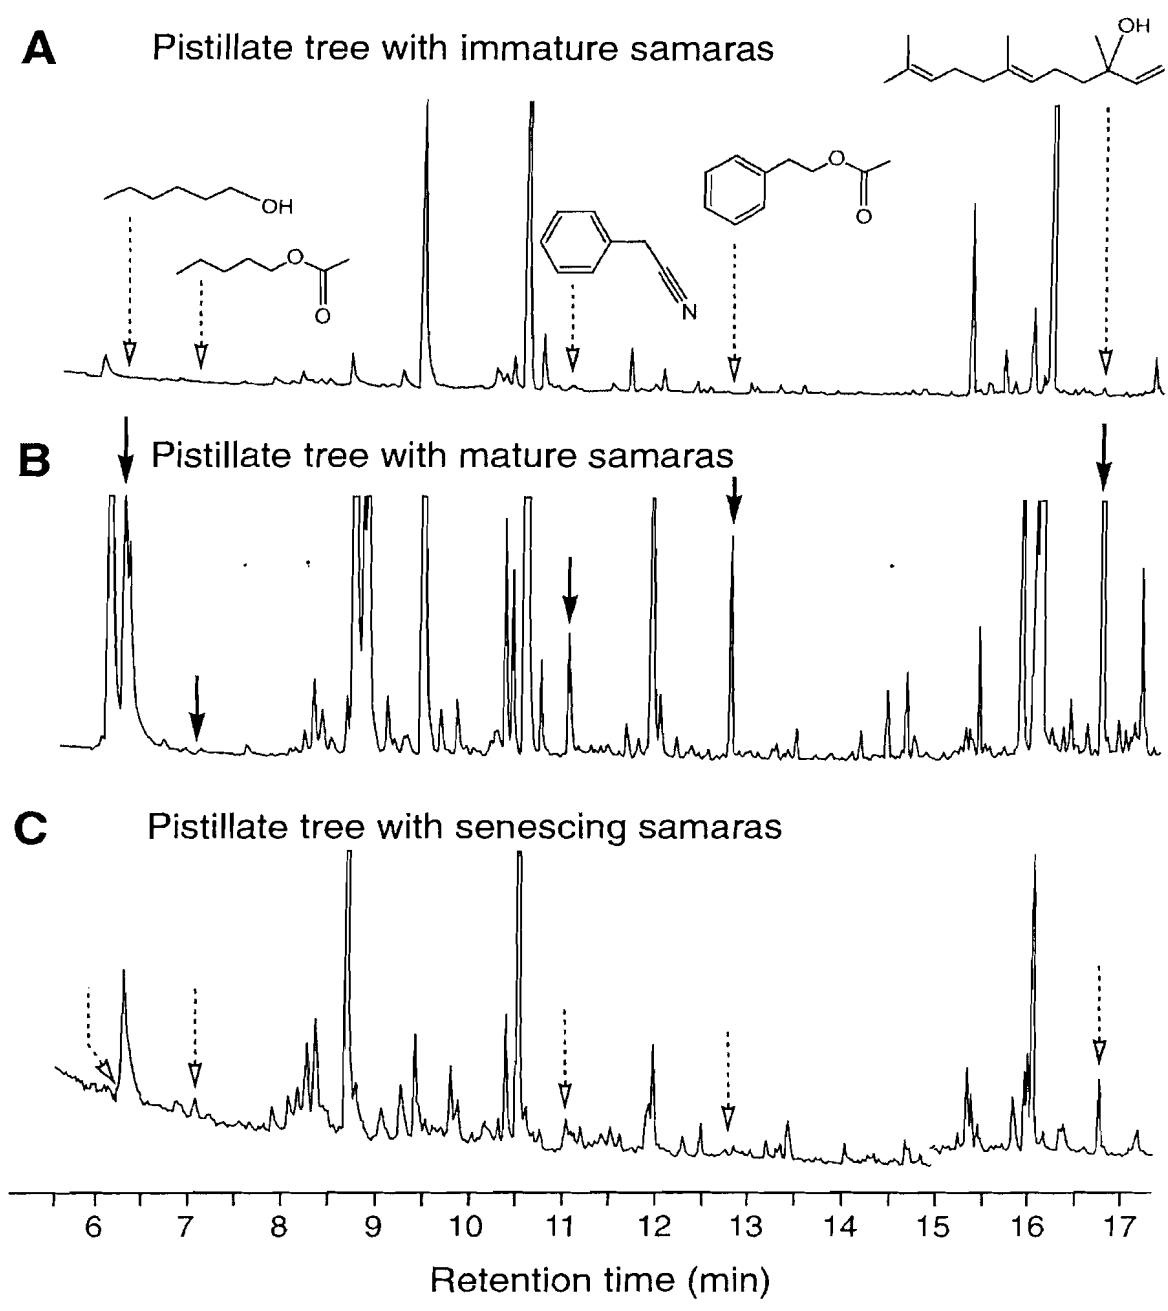 A Pistillate tree with immature samaras
OH
OH
O
O
N
O
O
B Pistillate tree with mature samaras
C Pistillate tree with senescing samaras
6 7 8 9 10 11 12 13 14 15 16 17
Retention time (min)